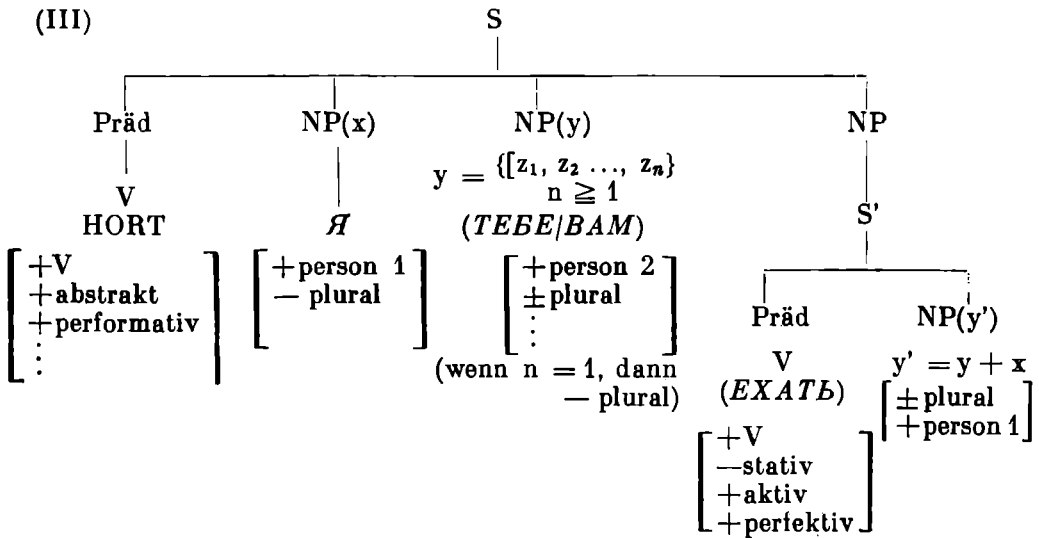 (III) S
Präd NP(x) NP(y) NP
y = {[z₁, z₂ ..., zₙ}
n ≧ 1
V
HORT Я (ТЕБЕ/ВАМ) S'
+V +person 1 +person 2
+abstrakt – plural ±plural
+performativ ⋮
⋮
Präd NP(y')
(wenn n = 1, dann
– plural)
V y' = y + x
(ЕХАТЬ) ±plural
+person 1
+V
–stativ
+aktiv
+perfektiv